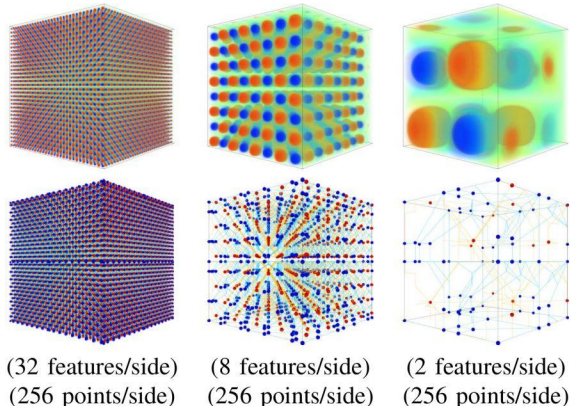 (32 features/side) (8 features/side) (2 features/side)
(256 points/side) (256 points/side) (256 points/side)